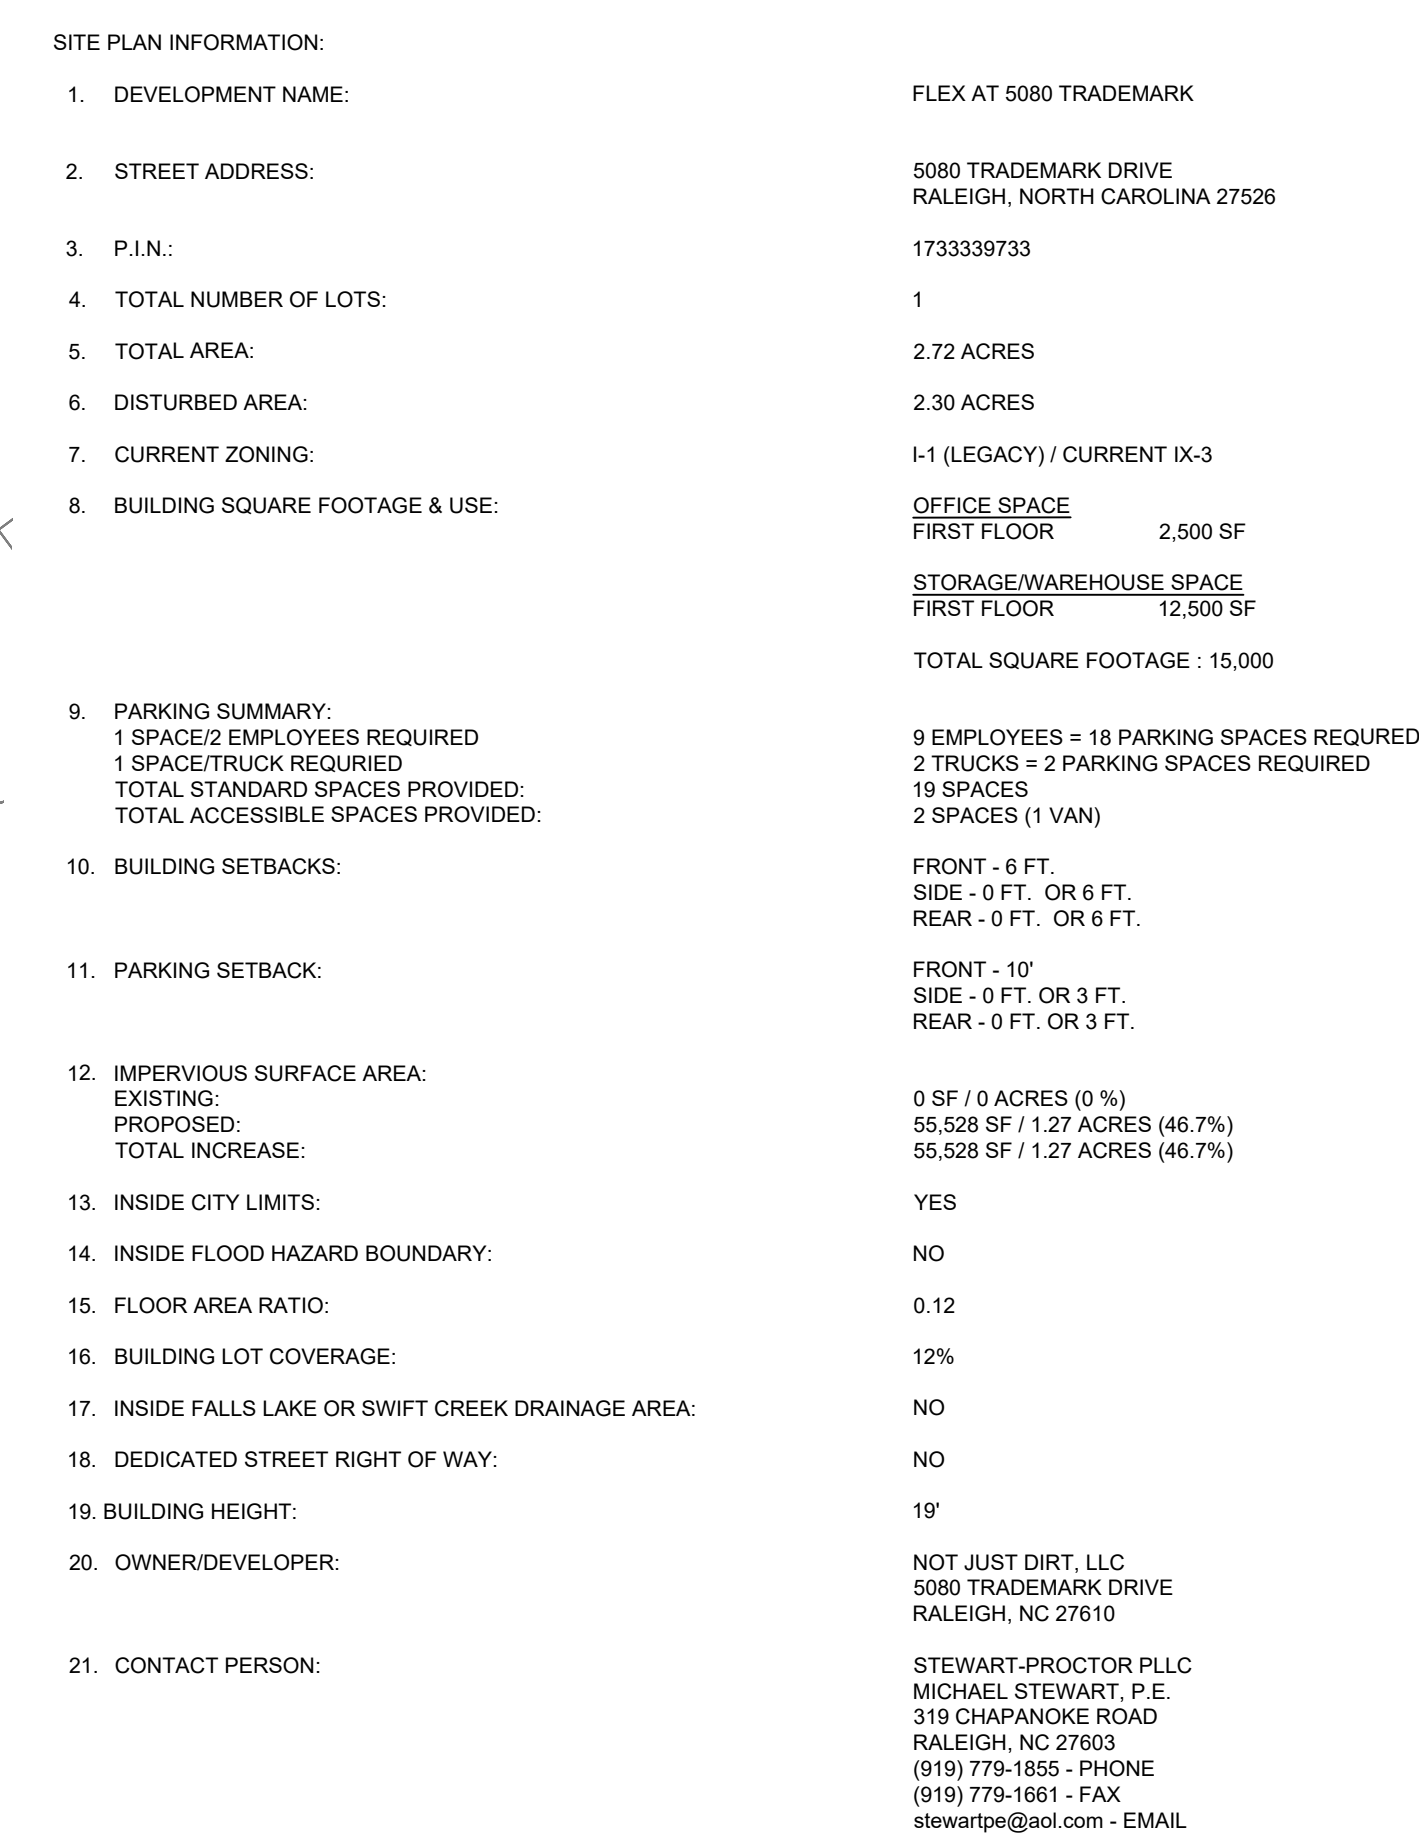 SITE PLAN INFORMATION:
1. DEVELOPMENT NAME: FLEX AT 5080 TRADEMARK
2. STREET ADDRESS: 5080 TRADEMARK DRIVE
RALEIGH, NORTH CAROLINA 27526
3. P.I.N.: 1733339733
4. TOTAL NUMBER OF LOTS: 1
5. TOTAL AREA: 2.72 ACRES
6. DISTURBED AREA: 2.30 ACRES
7. CURRENT ZONING: I-1 (LEGACY) / CURRENT IX-3
8. BUILDING SQUARE FOOTAGE & USE: OFFICE SPACE
FIRST FLOOR 2,500 SF
STORAGE/WAREHOUSE SPACE
FIRST FLOOR 12,500 SF
TOTAL SQUARE FOOTAGE : 15,000
9. PARKING SUMMARY:
1 SPACE/2 EMPLOYEES REQUIRED 9 EMPLOYEES = 18 PARKING SPACES REQURED
1 SPACE/TRUCK REQURIED 2 TRUCKS = 2 PARKING SPACES REQUIRED
TOTAL STANDARD SPACES PROVIDED: 19 SPACES
TOTAL ACCESSIBLE SPACES PROVIDED: 2 SPACES (1 VAN)
10. BUILDING SETBACKS: FRONT - 6 FT.
SIDE - 0 FT. OR 6 FT.
REAR - 0 FT. OR 6 FT.
11. PARKING SETBACK: FRONT - 10'
SIDE - 0 FT. OR 3 FT.
REAR - 0 FT. OR 3 FT.
12. IMPERVIOUS SURFACE AREA:
EXISTING: 0 SF / 0 ACRES (0 %)
PROPOSED: 55,528 SF / 1.27 ACRES (46.7%)
TOTAL INCREASE: 55,528 SF / 1.27 ACRES (46.7%)
13. INSIDE CITY LIMITS: YES
14. INSIDE FLOOD HAZARD BOUNDARY: NO
15. FLOOR AREA RATIO: 0.12
16. BUILDING LOT COVERAGE: 12%
17. INSIDE FALLS LAKE OR SWIFT CREEK DRAINAGE AREA: NO
18. DEDICATED STREET RIGHT OF WAY: NO
19. BUILDING HEIGHT: 19'
20. OWNER/DEVELOPER: NOT JUST DIRT, LLC
5080 TRADEMARK DRIVE
RALEIGH, NC 27610
21. CONTACT PERSON: STEWART-PROCTOR PLLC
MICHAEL STEWART, P.E.
319 CHAPANOKE ROAD
RALEIGH, NC 27603
(919) 779-1855 - PHONE
(919) 779-1661 - FAX
stewartpe@aol.com - EMAIL